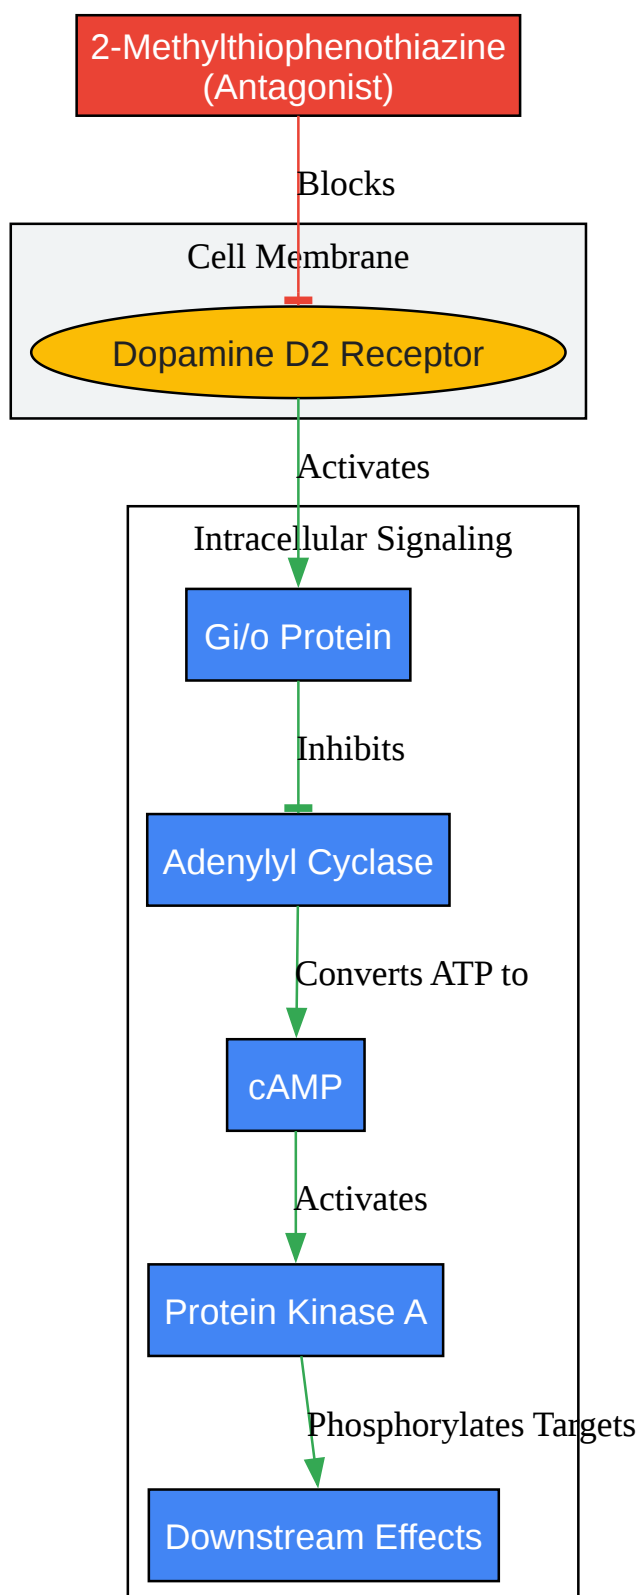 2-Methylthiophenothiazine
(Antagonist)
Blocks
Cell Membrane
Dopamine D2 Receptor
Activates
Intracellular Signaling
Gi/o Protein
Inhibits
Adenylyl Cyclase
Converts ATP to
cAMP
Activates
Protein Kinase A
Phosphorylates Targets
Downstream Effects